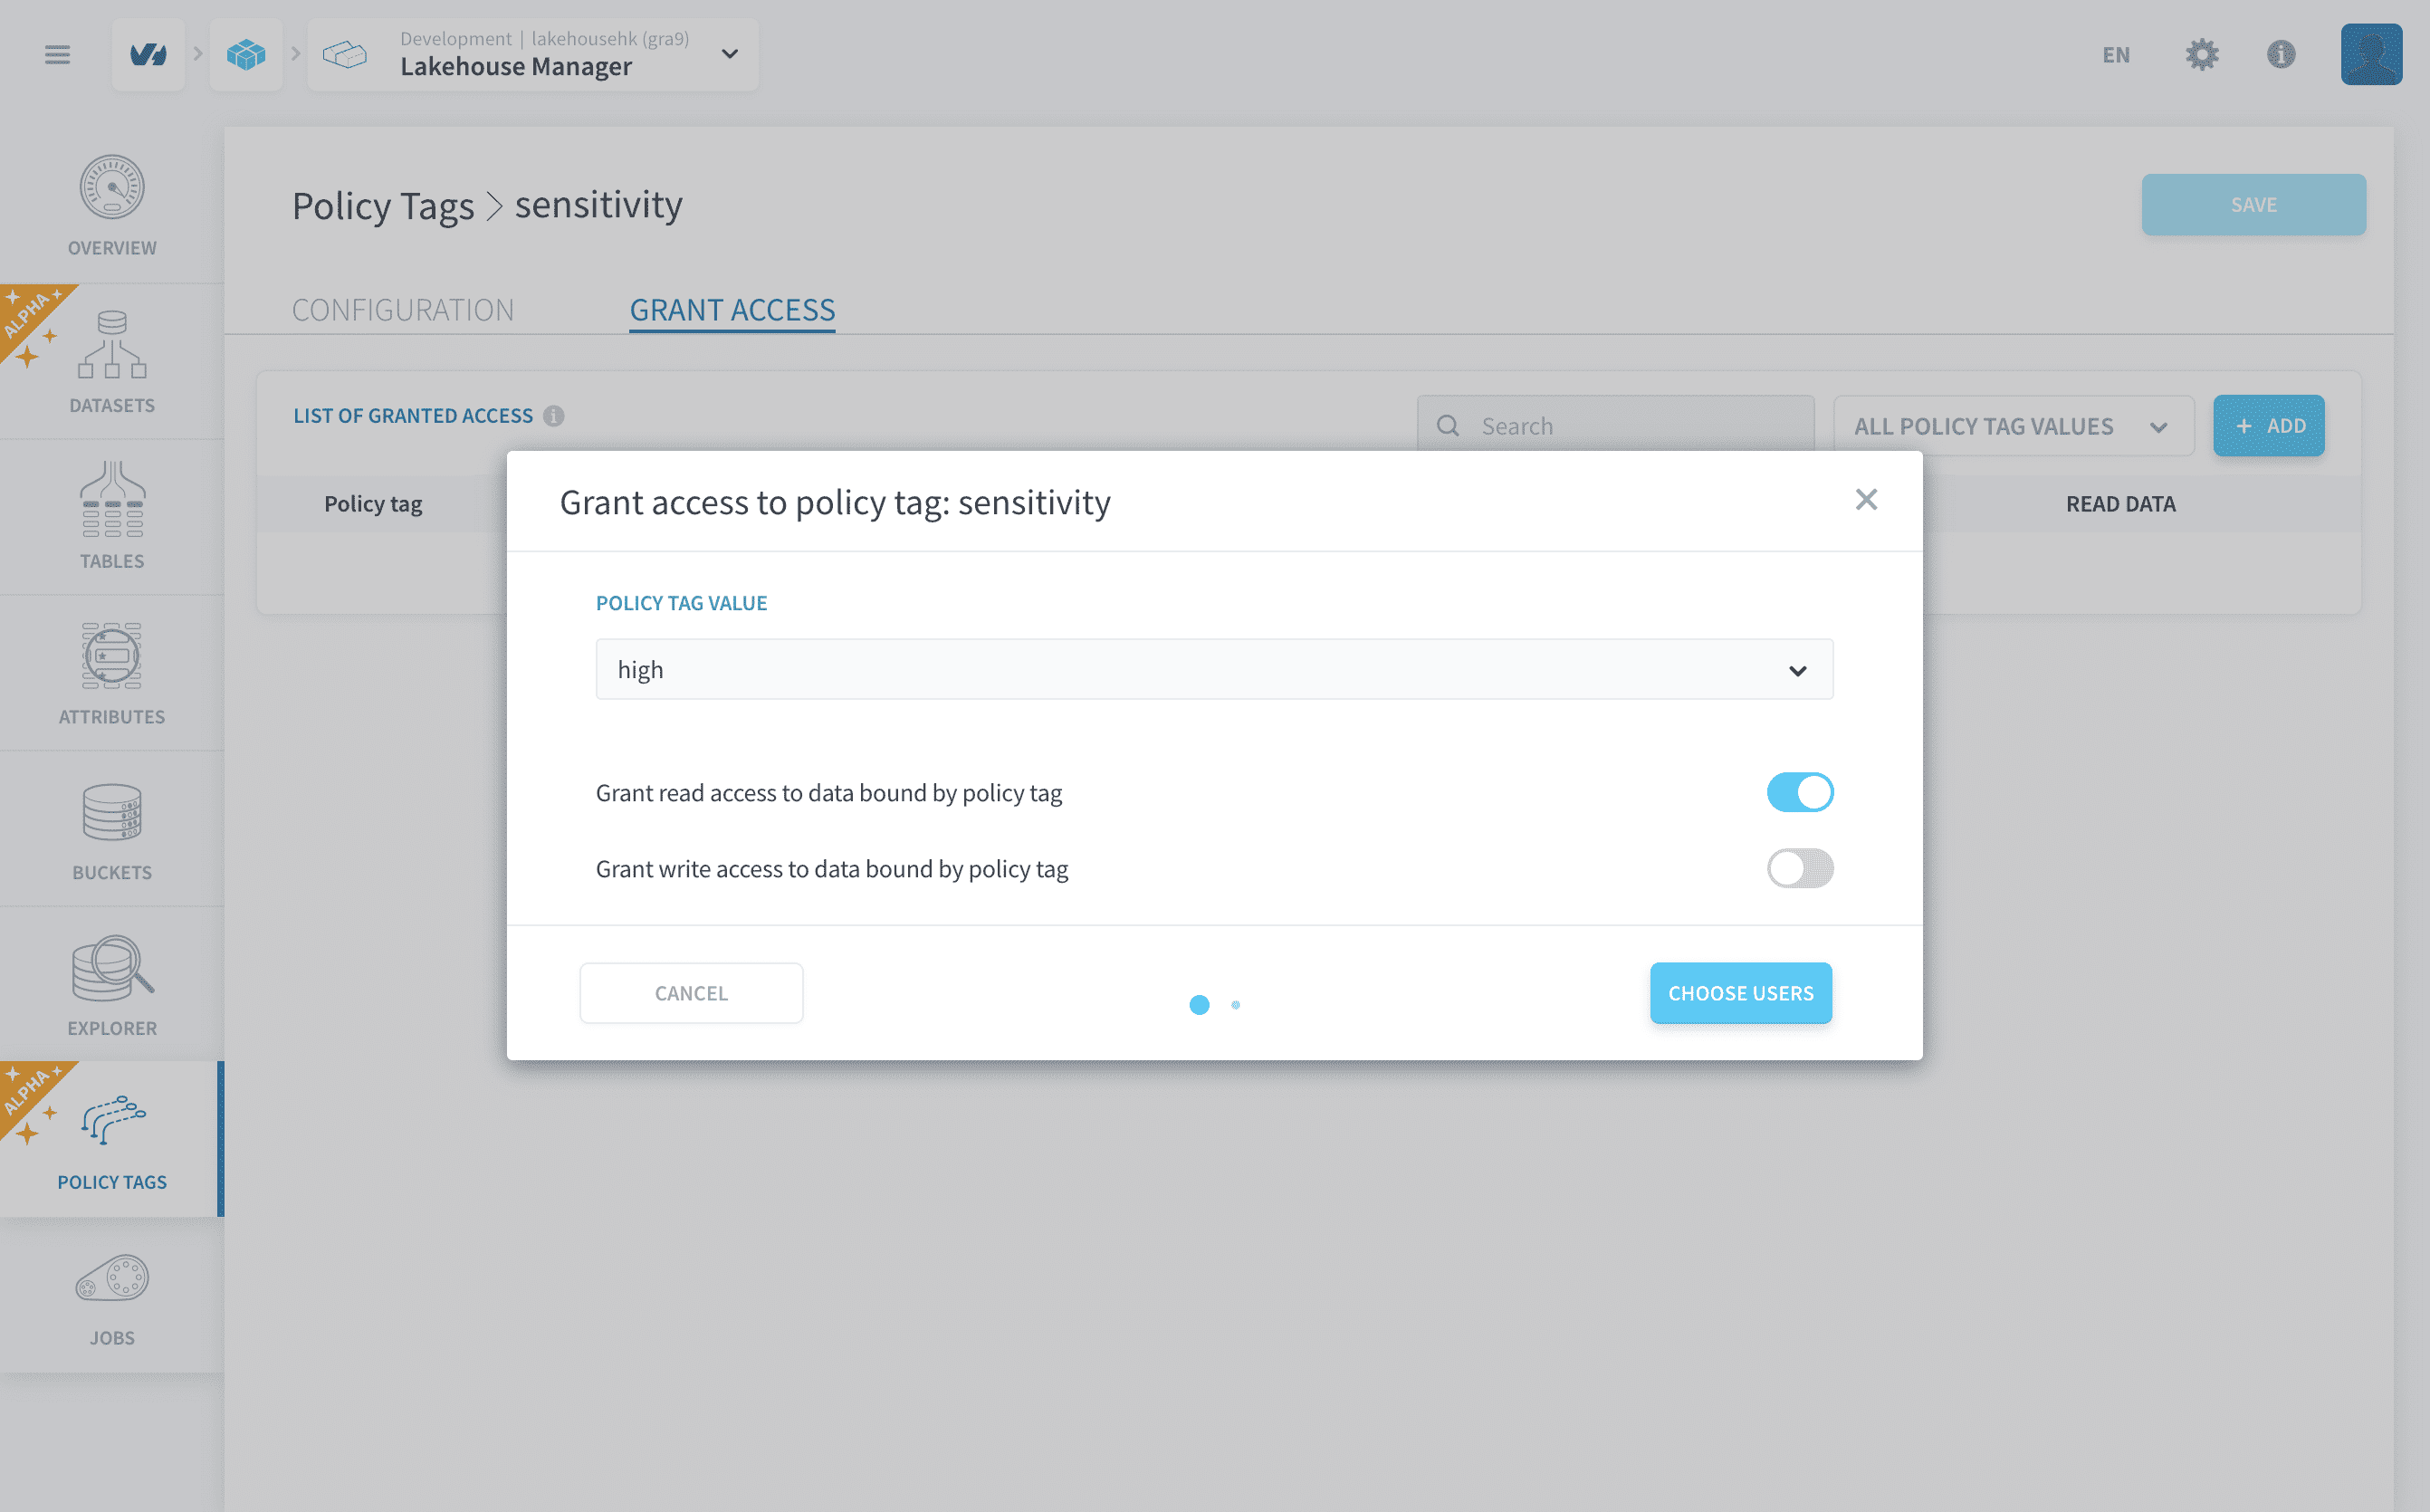 Development | lakehousehk (gra9)
Lakehouse Manager
EN
OVERVIEW
ALPHA
DATASETS
TABLES
ATTRIBUTES
BUCKETS
EXPLORER
ALPHA
POLICY TAGS
JOBS
Policy Tags > sensitivity
SAVE
CONFIGURATION
GRANT ACCESS
LIST OF GRANTED ACCESS
Search
ALL POLICY TAG VALUES
+ ADD
Policy tag
READ DATA
Grant access to policy tag: sensitivity
POLICY TAG VALUE
high
Grant read access to data bound by policy tag
Grant write access to data bound by policy tag
CANCEL
CHOOSE USERS